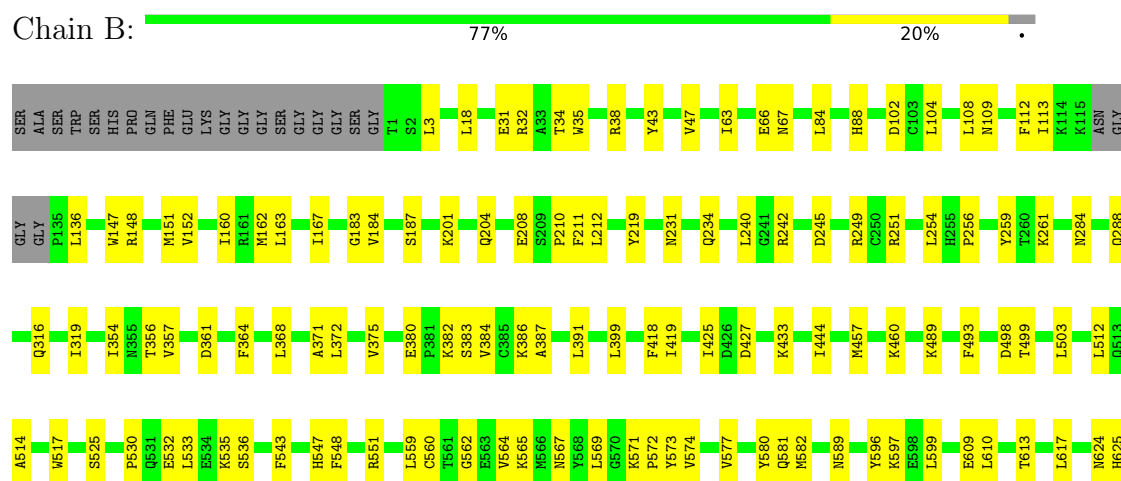 Chain B:
77% 20% •
SER ALA SER TRP SER HIS PRO GLN PHE GLU LYS GLY GLY GLY SER GLY GLY GLY SER GLY T1 S2 L3 L18 E31 R32 A33 T34 W35 R38 Y43 V47 I63 E66 N67 L84 H88 D102 C103 L104 L108 N109 F112 I113 K114 K115 ASN GLY
GLY GLY P135 L136 W147 R148 M151 V152 I160 R161 M162 L163 I167 G183 V184 S187 K201 Q204 E208 S209 P210 F211 L212 Y219 N231 Q234 L240 G241 R242 D245 R249 C250 R251 L254 H255 P256 Y259 T260 K261 N284 Q288
Q316 I319 I354 N355 T356 V357 D361 F364 L368 A371 L372 V375 E380 P381 K382 S383 V384 C385 K386 A387 L391 L399 F418 I419 I425 D426 D427 K433 I444 M457 K460 K489 F493 D498 T499 L503 L512 Q513
A514 W517 S525 P530 Q531 E532 L533 E534 K535 S536 F543 H547 F548 R551 L559 C560 T561 G562 E563 V564 K565 M566 N567 Y568 L569 G570 K571 P572 Y573 V574 V577 Y580 Q581 M582 N589 Y596 K597 E598 L599 E609 L610 T613 L617 N624 H625